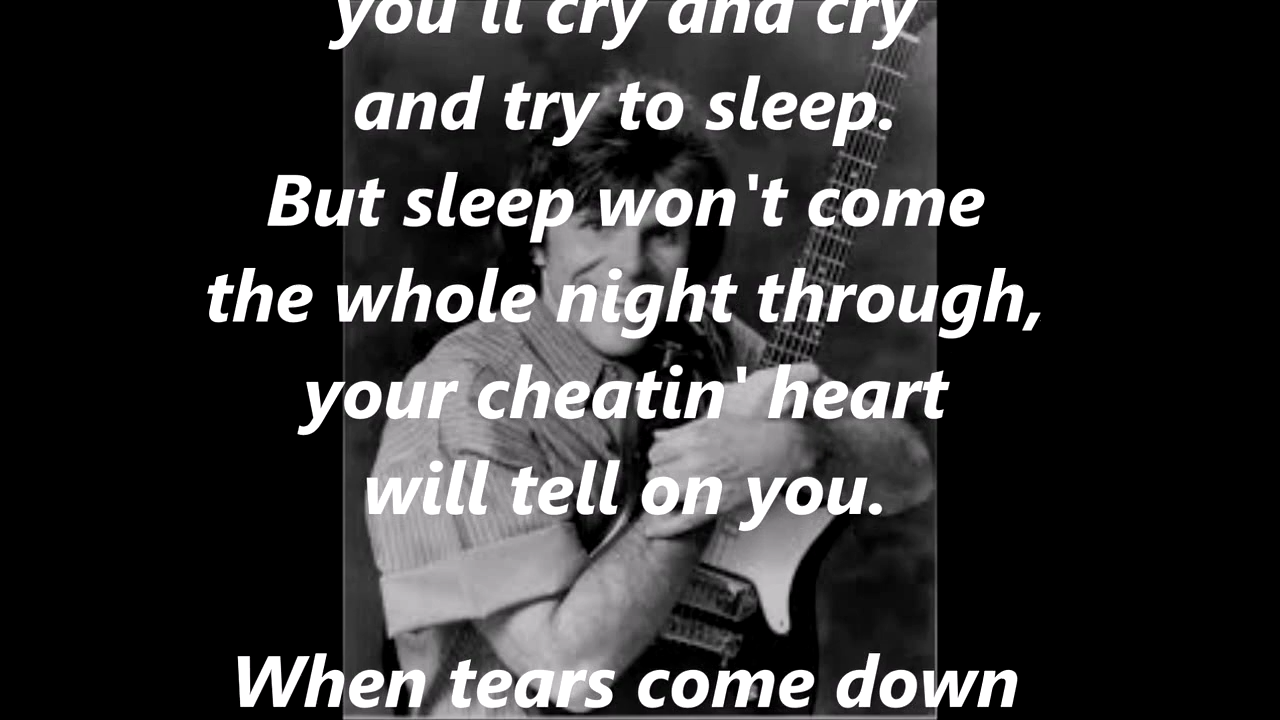 you'll cry and cry
and try to sleep.
But sleep won't come
the whole night through,
your cheatin' heart
will tell on you.
When tears come down